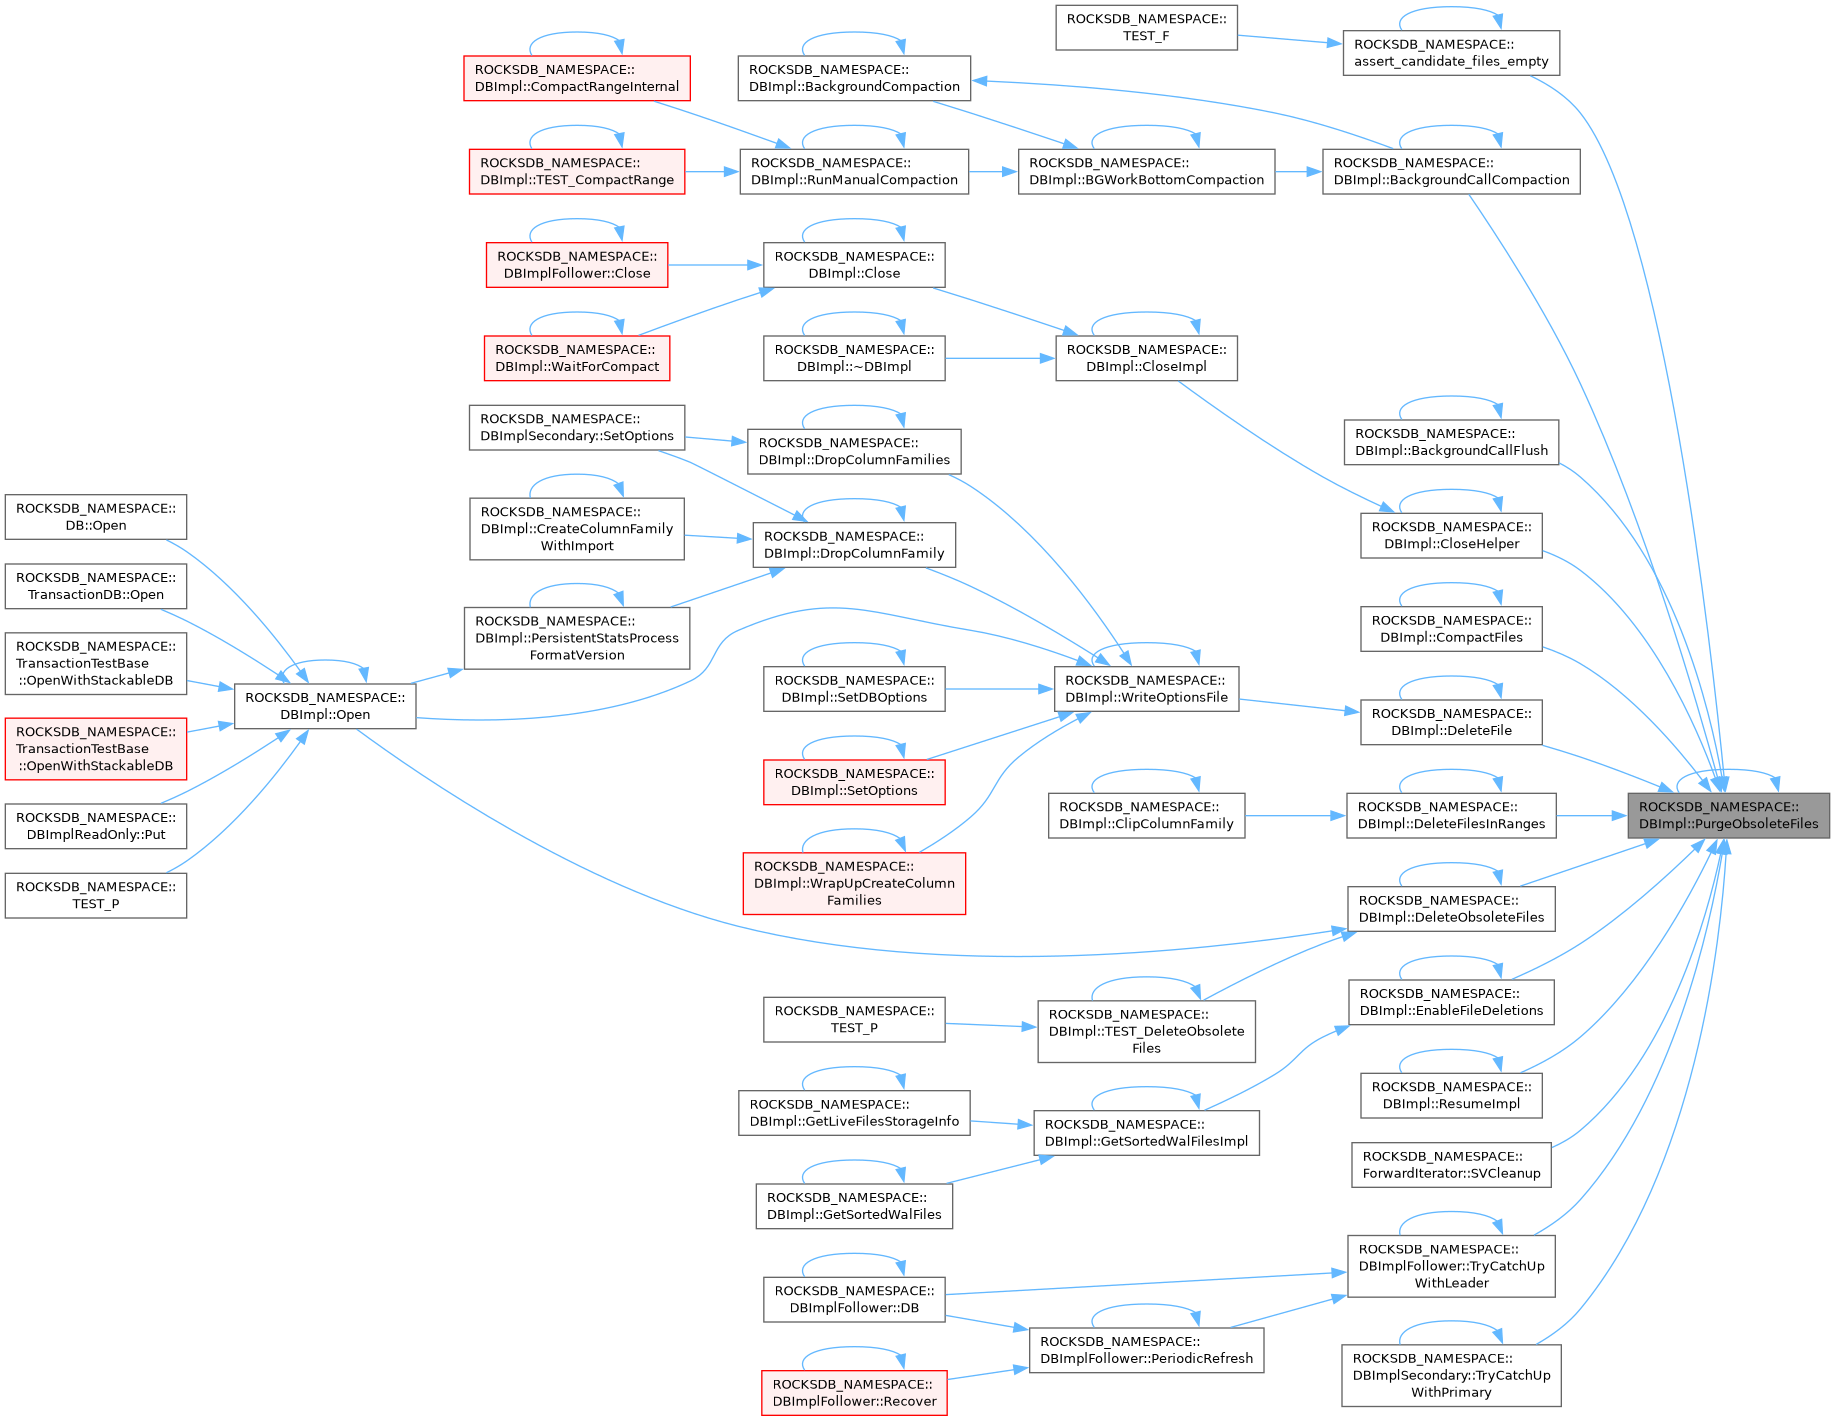 ROCKSDB_NAMESPACE::
TEST_F
ROCKSDB_NAMESPACE::
assert_candidate_files_empty
ROCKSDB_NAMESPACE::
DBImpl::CompactRangeInternal
ROCKSDB_NAMESPACE::
DBImpl::BackgroundCompaction
ROCKSDB_NAMESPACE::
DBImpl::TEST_CompactRange
ROCKSDB_NAMESPACE::
DBImpl::RunManualCompaction
ROCKSDB_NAMESPACE::
DBImpl::BGWorkBottomCompaction
ROCKSDB_NAMESPACE::
DBImpl::BackgroundCallCompaction
ROCKSDB_NAMESPACE::
DBImplFollower::Close
ROCKSDB_NAMESPACE::
DBImpl::Close
ROCKSDB_NAMESPACE::
DBImpl::WaitForCompact
ROCKSDB_NAMESPACE::
DBImpl::~DBImpl
ROCKSDB_NAMESPACE::
DBImpl::CloseImpl
ROCKSDB_NAMESPACE::
DBImplSecondary::SetOptions
ROCKSDB_NAMESPACE::
DBImpl::DropColumnFamilies
ROCKSDB_NAMESPACE::
DBImpl::BackgroundCallFlush
ROCKSDB_NAMESPACE::
DB::Open
ROCKSDB_NAMESPACE::
DBImpl::CreateColumnFamily
WithImport
ROCKSDB_NAMESPACE::
DBImpl::DropColumnFamily
ROCKSDB_NAMESPACE::
DBImpl::CloseHelper
ROCKSDB_NAMESPACE::
TransactionDB::Open
ROCKSDB_NAMESPACE::
DBImpl::PersistentStatsProcess
FormatVersion
ROCKSDB_NAMESPACE::
DBImpl::CompactFiles
ROCKSDB_NAMESPACE::
TransactionTestBase
::OpenWithStackableDB
ROCKSDB_NAMESPACE::
DBImpl::Open
ROCKSDB_NAMESPACE::
DBImpl::SetDBOptions
ROCKSDB_NAMESPACE::
DBImpl::WriteOptionsFile
ROCKSDB_NAMESPACE::
DBImpl::DeleteFile
ROCKSDB_NAMESPACE::
TransactionTestBase
::OpenWithStackableDB
ROCKSDB_NAMESPACE::
DBImpl::SetOptions
ROCKSDB_NAMESPACE::
DBImplReadOnly::Put
ROCKSDB_NAMESPACE::
DBImpl::ClipColumnFamily
ROCKSDB_NAMESPACE::
DBImpl::DeleteFilesInRanges
ROCKSDB_NAMESPACE::
DBImpl::PurgeObsoleteFiles
ROCKSDB_NAMESPACE::
TEST_P
ROCKSDB_NAMESPACE::
DBImpl::WrapUpCreateColumn
Families
ROCKSDB_NAMESPACE::
DBImpl::DeleteObsoleteFiles
ROCKSDB_NAMESPACE::
DBImpl::EnableFileDeletions
ROCKSDB_NAMESPACE::
TEST_P
ROCKSDB_NAMESPACE::
DBImpl::TEST_DeleteObsolete
Files
ROCKSDB_NAMESPACE::
DBImpl::ResumeImpl
ROCKSDB_NAMESPACE::
DBImpl::GetLiveFilesStorageInfo
ROCKSDB_NAMESPACE::
DBImpl::GetSortedWalFilesImpl
ROCKSDB_NAMESPACE::
ForwardIterator::SVCleanup
ROCKSDB_NAMESPACE::
DBImpl::GetSortedWalFiles
ROCKSDB_NAMESPACE::
DBImplFollower::TryCatchUp
WithLeader
ROCKSDB_NAMESPACE::
DBImplFollower::DB
ROCKSDB_NAMESPACE::
DBImplFollower::PeriodicRefresh
ROCKSDB_NAMESPACE::
DBImplSecondary::TryCatchUp
WithPrimary
ROCKSDB_NAMESPACE::
DBImplFollower::Recover